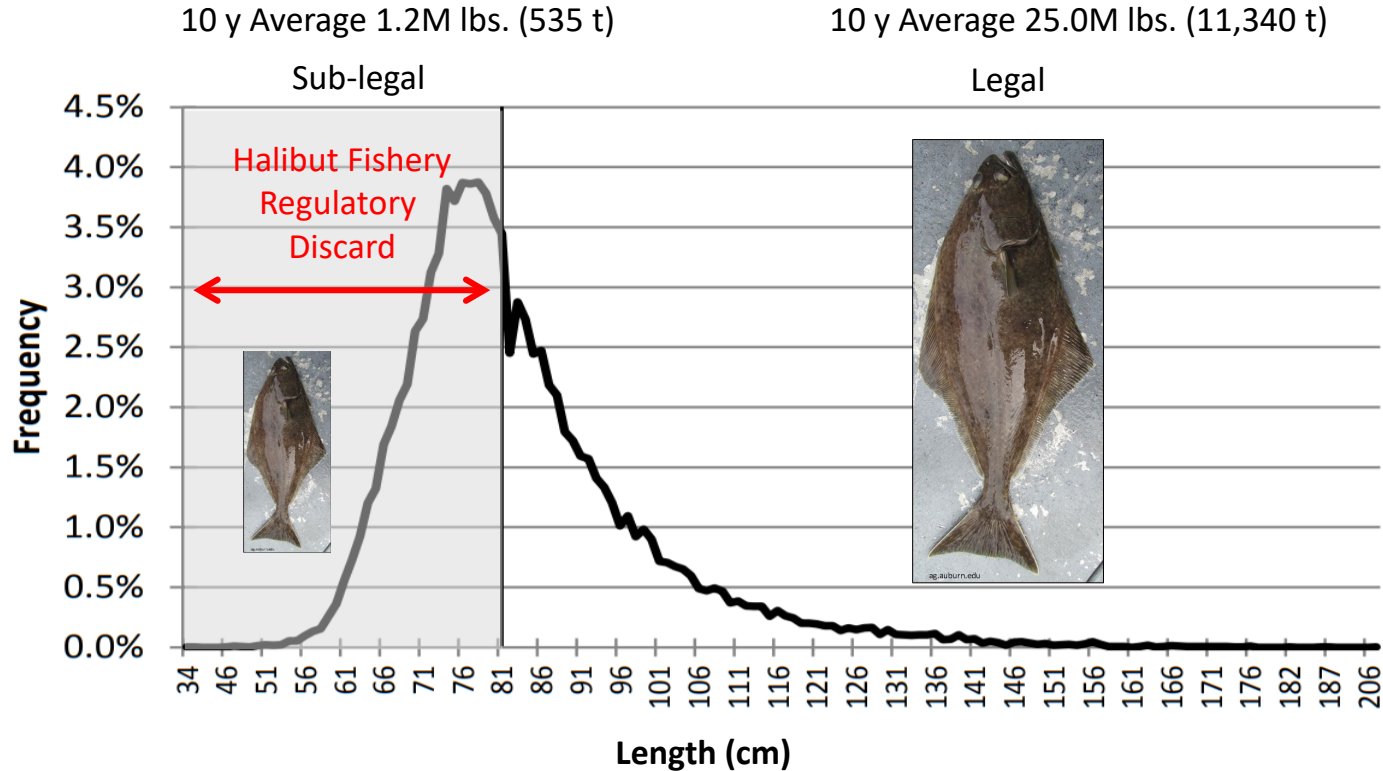 10 y Average 1.2M lbs. (535 t)
10 y Average 25.0M lbs. (11,340 t)
Sub-legal
Legal
4.5%
4.0%
3.5%
3.0%
2.5%
2.0%
1.5%
1.0%
0.5%
0.0%
Frequency
Halibut Fishery
Regulatory
Discard
ag.auburn.edu
ag.auburn.edu
34 46 51 56 61 66 71 76 81 86 91 96 101 106 111 116 121 126 131 136 141 146 151 156 161 166 171 176 182 187 206
Length (cm)